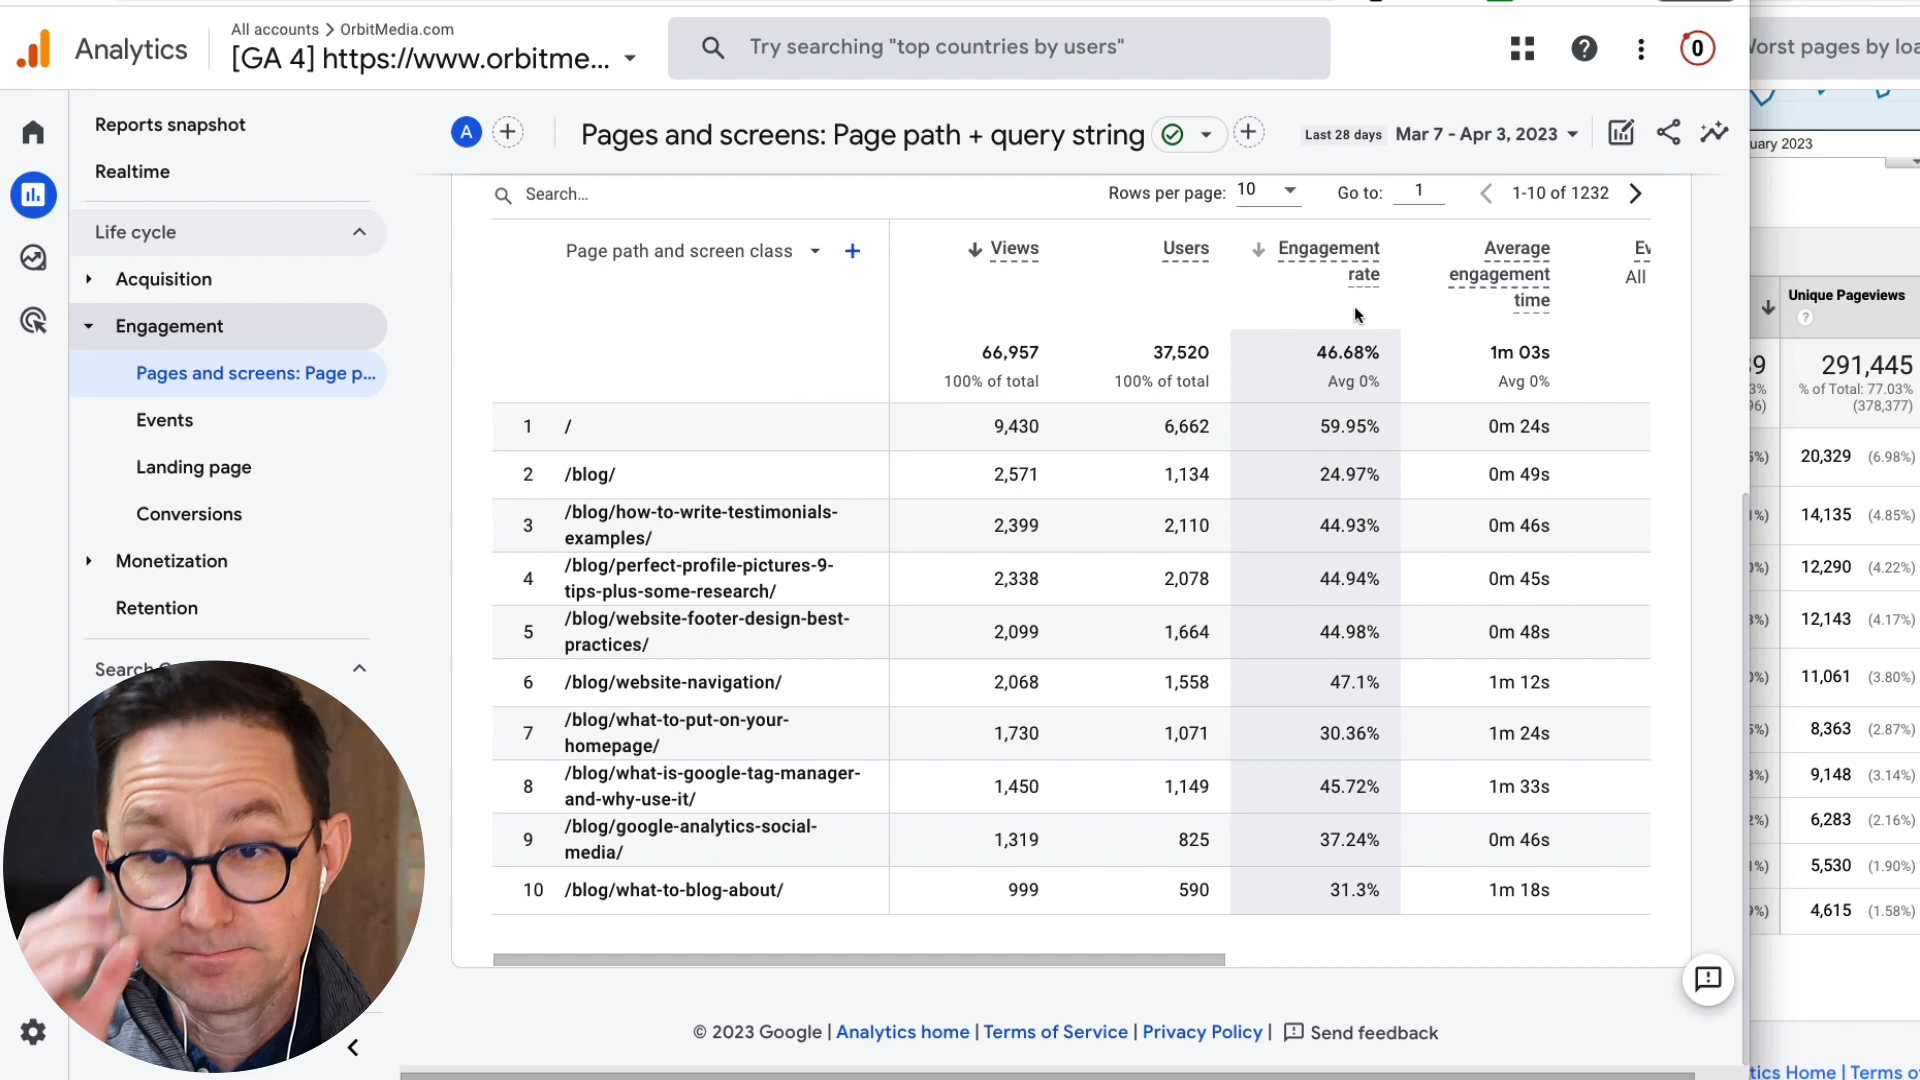 Analytics
All accounts > OrbitMedia.com
[GA 4] https://www.orbitme...
Try searching "top countries by users"
0
Worst pages by loa
Reports snapshot
Realtime
Life cycle
Acquisition
Engagement
Pages and screens: Page p...
Events
Landing page
Conversions
Monetization
Retention
Search
A
Pages and screens: Page path + query string
Last 28 days Mar 7 - Apr 3, 2023
Search...
Rows per page: 10 Go to: 1 1-10 of 1232
Page path and screen class Views Users Engagement rate Average engagement time Ev
All
66,957 37,520 46.68% 1m 03s
100% of total 100% of total Avg 0% Avg 0%
1 / 9,430 6,662 59.95% 0m 24s
2 /blog/ 2,571 1,134 24.97% 0m 49s
3 /blog/how-to-write-testimonials-
examples/ 2,399 2,110 44.93% 0m 46s
4 /blog/perfect-profile-pictures-9-
tips-plus-some-research/ 2,338 2,078 44.94% 0m 45s
5 /blog/website-footer-design-best-
practices/ 2,099 1,664 44.98% 0m 48s
6 /blog/website-navigation/ 2,068 1,558 47.1% 1m 12s
7 /blog/what-to-put-on-your-
homepage/ 1,730 1,071 30.36% 1m 24s
8 /blog/what-is-google-tag-manager-
and-why-use-it/ 1,450 1,149 45.72% 1m 33s
9 /blog/google-analytics-social-
media/ 1,319 825 37.24% 0m 46s
10 /blog/what-to-blog-about/ 999 590 31.3% 1m 18s
© 2023 Google | Analytics home | Terms of Service | Privacy Policy | Send feedback
uary 2023
Unique Pageviews
291,445
% of Total: 77.03%
(378,377)
20,329 (6.98%)
14,135 (4.85%)
12,290 (4.22%)
12,143 (4.17%)
11,061 (3.80%)
8,363 (2.87%)
9,148 (3.14%)
6,283 (2.16%)
5,530 (1.90%)
4,615 (1.58%)
tics Home | Terms o